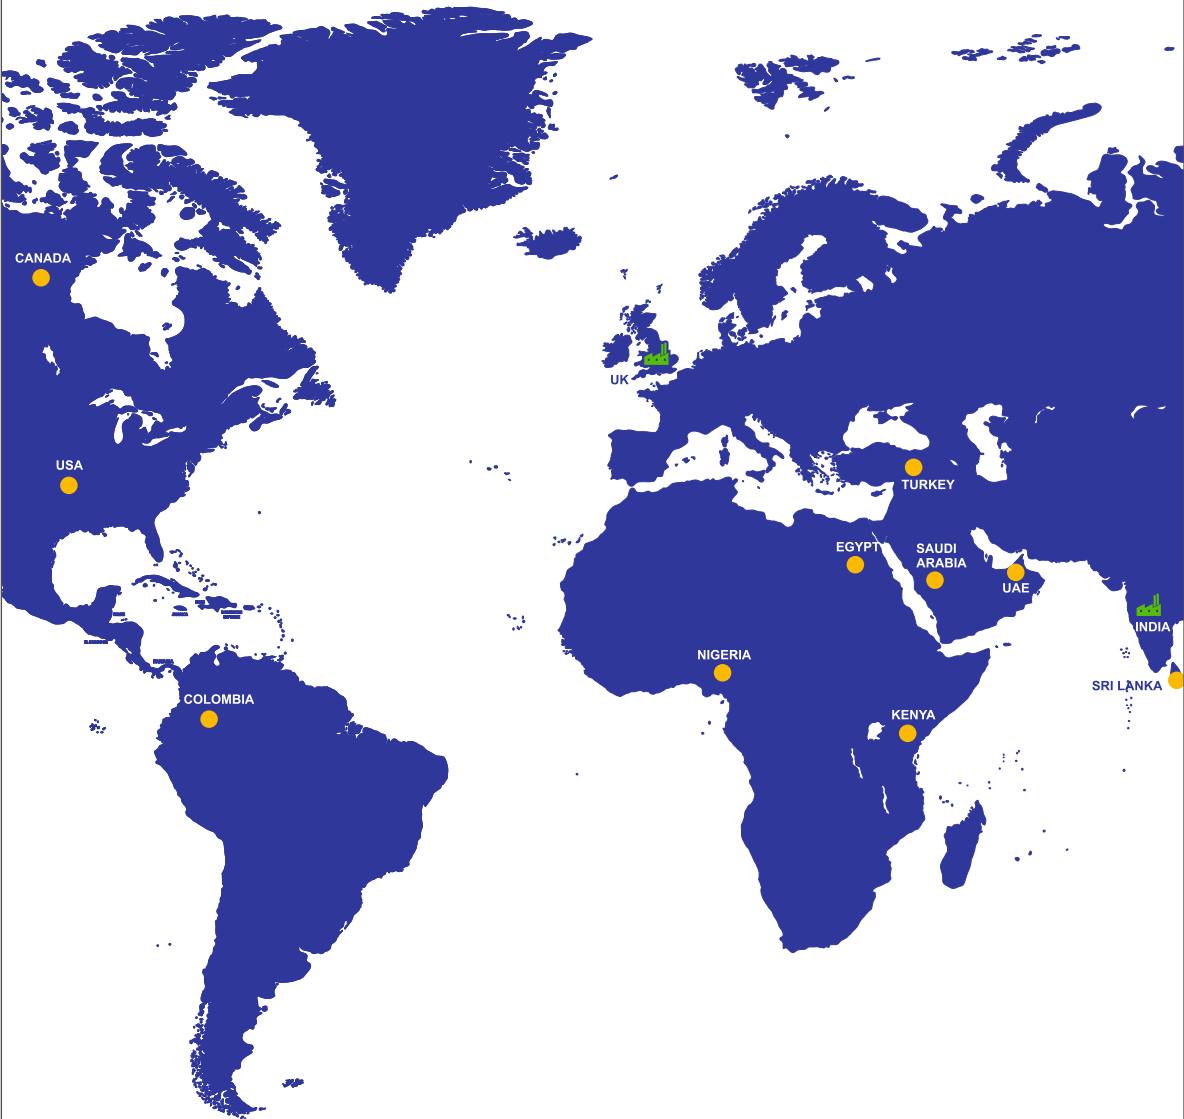 CANADA
UK
USA
TURKEY
EGYPT
SAUDI
ARABIA
UAE
INDIA
NIGERIA
SRI LANKA
COLOMBIA
KENYA